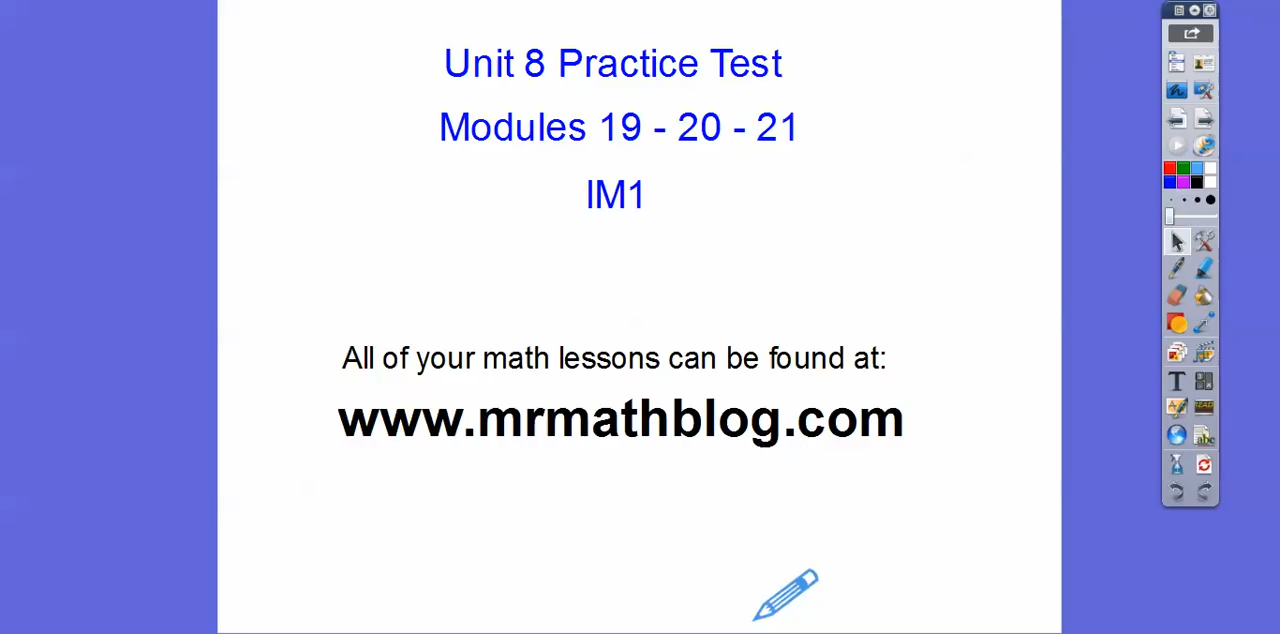 Unit 8 Practice Test
Modules 19 - 20 - 21
IM1
All of your math lessons can be found at:
www.mrmathblog.com